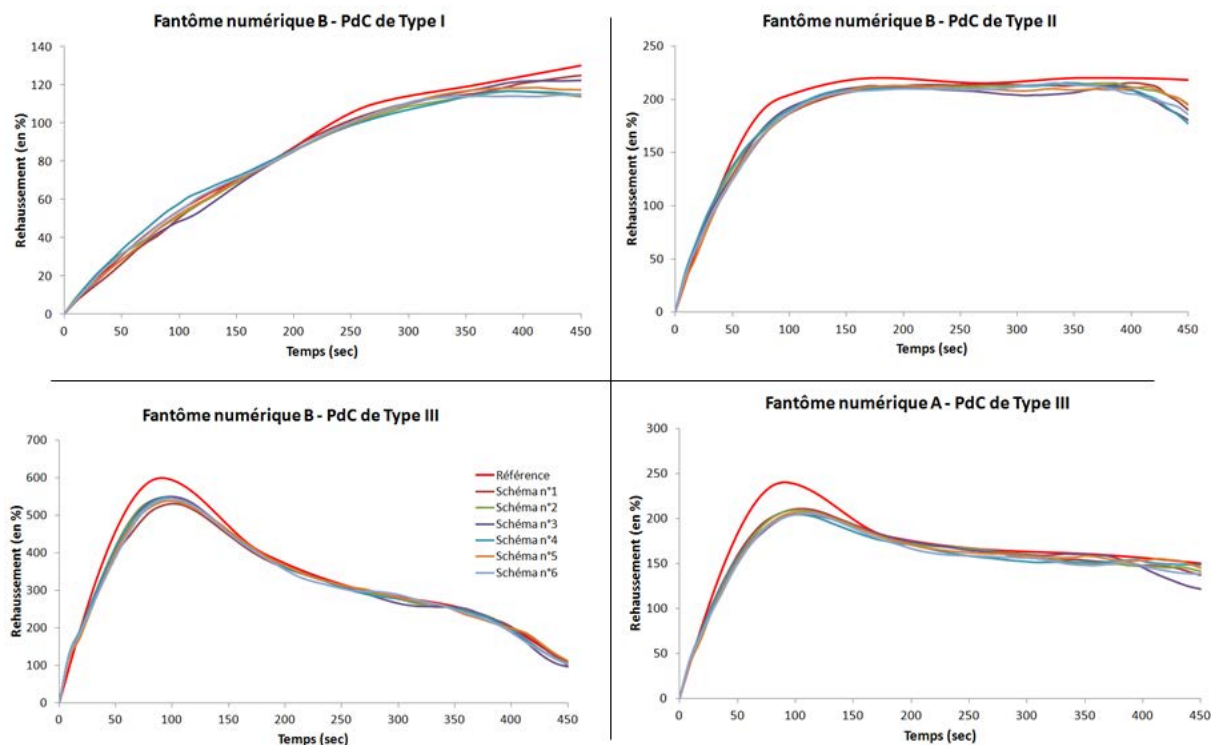 Fantôme numérique B - PdC de Type I
Rehaussement (en %)
140
120
100
80
60
40
20
0
0 50 100 150 200 250 300 350 400 450
Temps (sec)
Fantôme numérique B - PdC de Type II
Rehaussement (en %)
250
200
150
100
50
0
0 50 100 150 200 250 300 350 400 450
Temps (sec)
Fantôme numérique B - PdC de Type III
Rehaussement (en %)
700
600
500
400
300
200
100
0
0 50 100 150 200 250 300 350 400 450
Temps (sec)
Référence
Schéma n°1
Schéma n°2
Schéma n°3
Schéma n°4
Schéma n°5
Schéma n°6
Fantôme numérique A - PdC de Type III
Rehaussement (en %)
300
250
200
150
100
50
0
0 50 100 150 200 250 300 350 400 450
Temps (sec)